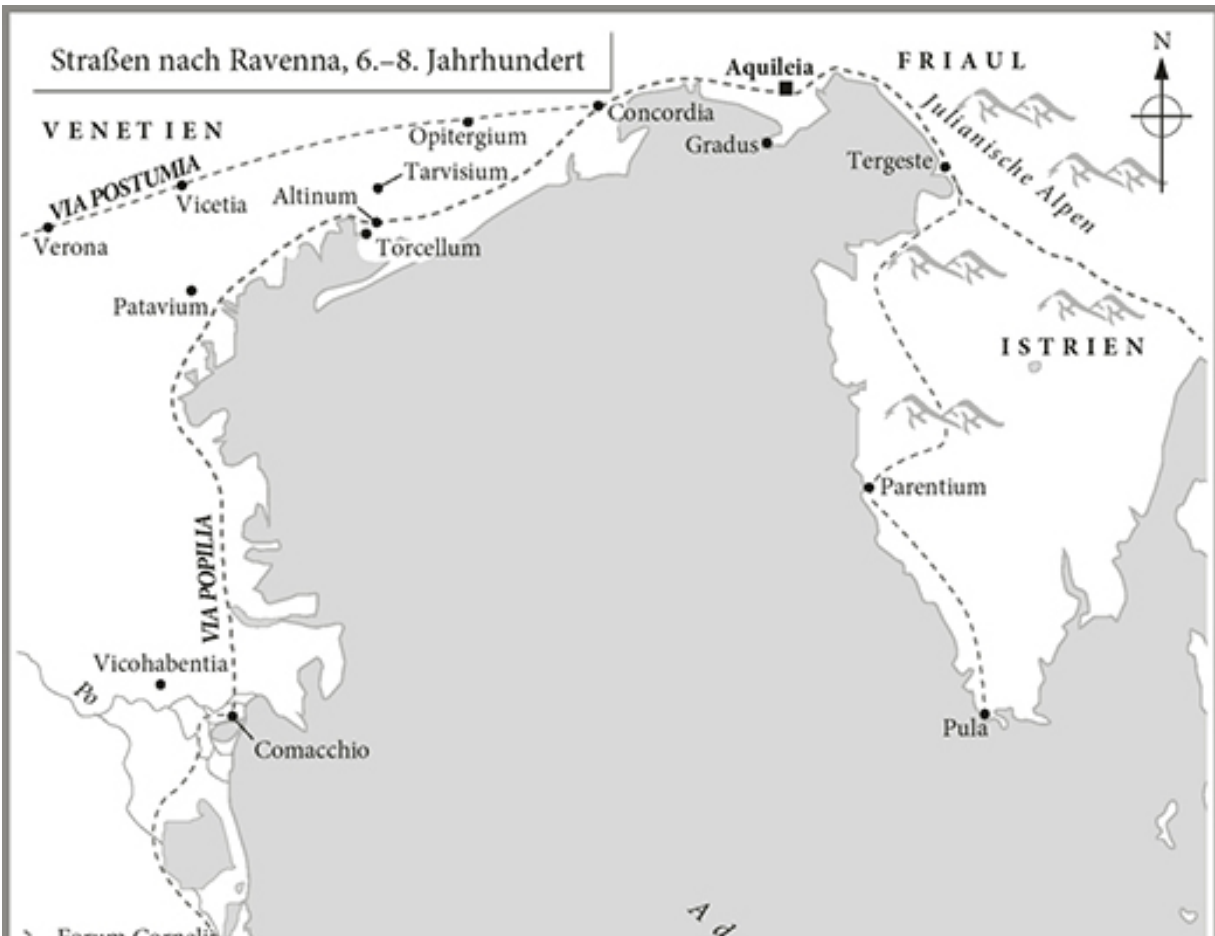 Straßen nach Ravenna, 6.–8. Jahrhundert
N
FRIAUL
Aquileia
VENETIEN
Concordia
Opitergium
Gradus
Julianische Alpen
Tergeste
VIA POSTUMIA
Tarvisium
Altinum
Vicetia
Verona
Torcellum
Patavium
ISTRIEN
Parentium
VIA POPILIA
Vicohabentia
Po
Pula
Comacchio
A d